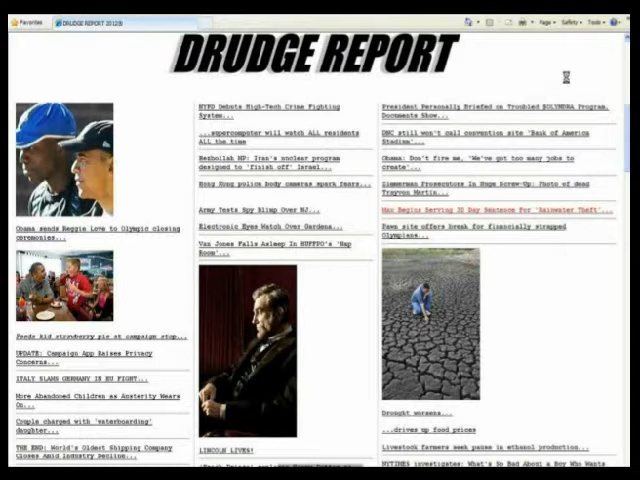 Favorites
DRUDGE REPORT 2012®
Page
Safety
Tools
DRUDGE REPORT
Obama sends Reggie Love to Olympic closing
ceremonies...
Feeds kid strawberry pie at campaign stop...
UPDATE: Campaign App Raises Privacy
Concerns...
ITALY SLAMS GERMANY IN EU FIGHT...
More Abandoned Children as Austerity Wears
On...
Couple charged with 'waterboarding'
daughter...
THE END: World's Oldest Shipping Company
Closes Amid Industry Decline...
NYPD Debuts High-Tech Crime Fighting
System...
...supercomputer will watch ALL residents
ALL the time
Hezbollah MP: Iran's nuclear program
designed to 'finish off' Israel...
Hong Kong police body cameras spark fears...
Army Tests Spy Blimp Over NJ...
Electronic Eyes Watch Over Gardens...
Van Jones Falls Asleep In HUFFPO's 'Nap
Room'...
LINCOLN LIVES!
President Personally Briefed on Troubled SOLYNDRA Program,
Documents Show...
DNC still won't call convention site 'Bank of America
Stadium'...
Obama: Don't fire me, 'We've got too many jobs to
create'...
Zimmerman Prosecutors In Huge Screw-Up: Photo of dead
Trayvon Martin...
Man Begins Serving 30 Day Sentence For 'Rainwater Theft'...
Pawn site offers break for financially strapped
Olympians...
Drought worsens...
...drives up food prices
Livestock farmers seek pause in ethanol production...
NYTIMES investigates: What's So Bad About a Boy Who Wants